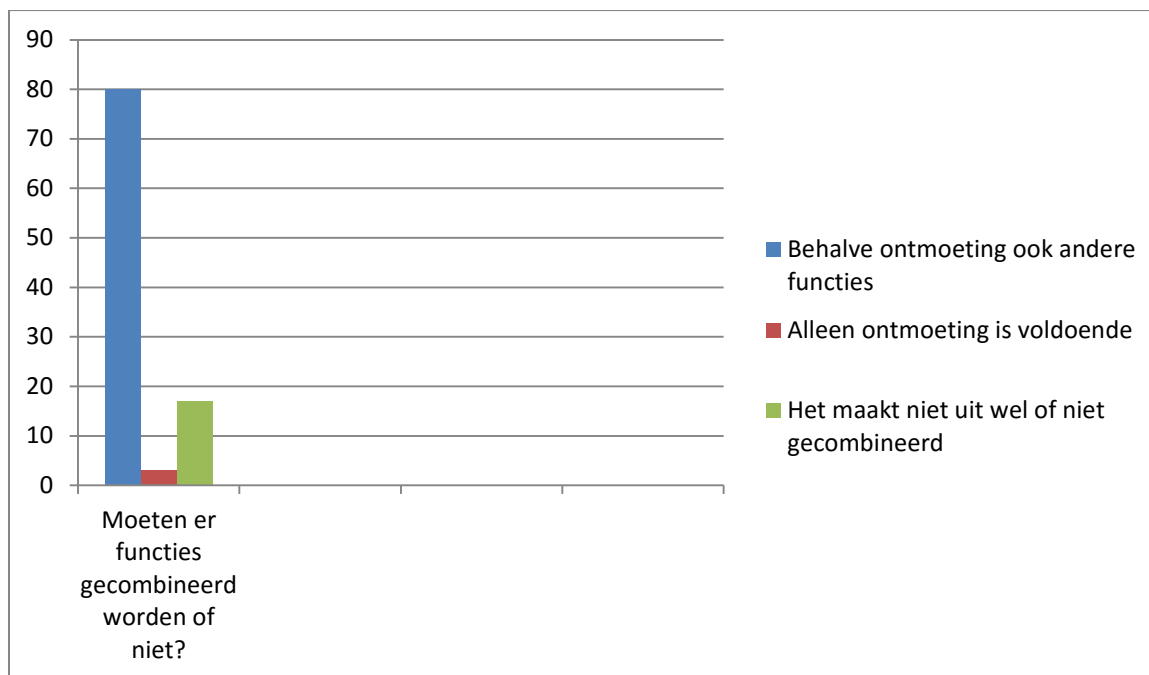 90
80
70
60
50
40
30
20
10
0
Moeten er
functies
gecombineerd
worden of
niet?
Behalve ontmoeting ook andere
functies
Alleen ontmoeting is voldoende
Het maakt niet uit wel of niet
gecombineerd